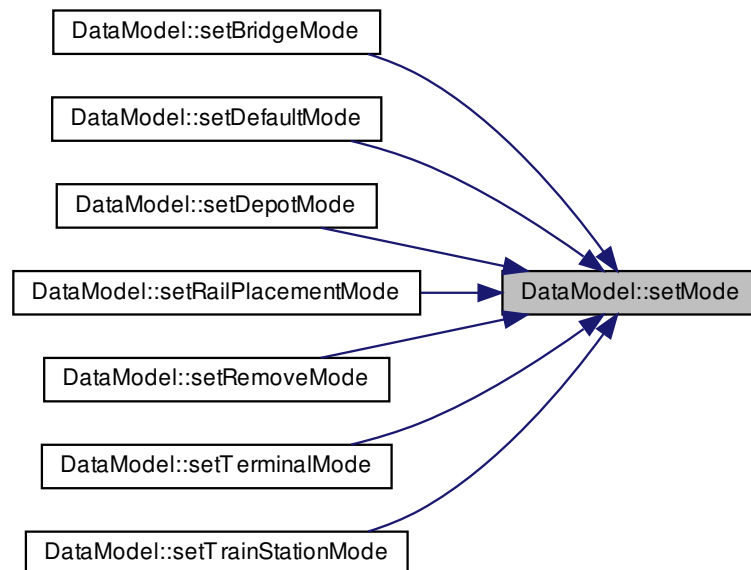 DataModel::setBridgeMode
DataModel::setDefaultMode
DataModel::setDepotMode
DataModel::setRailPlacementMode
DataModel::setMode
DataModel::setRemoveMode
DataModel::setTerminalMode
DataModel::setTrainStationMode